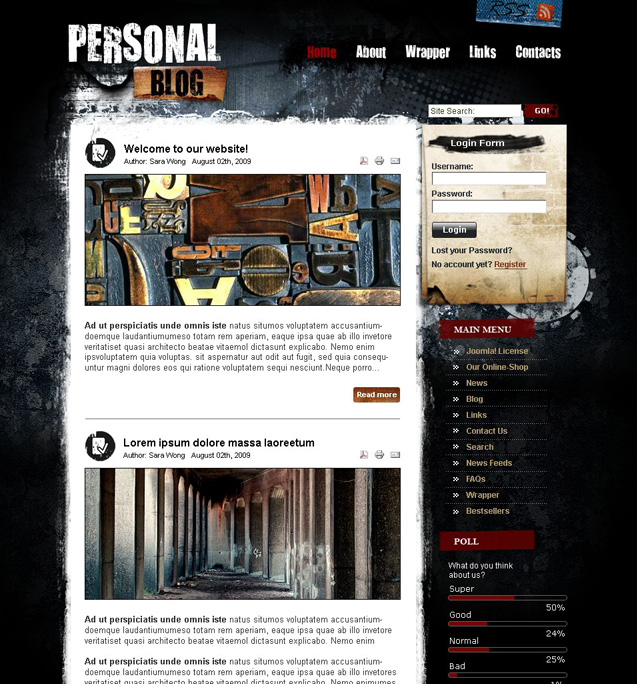 RSS
PERSONAL
BLOG
Home About Wrapper Links Contacts
Site Search: GO!
Welcome to our website!
Author: Sara Wong August 02th, 2009
Ad ut perspiciatis unde omnis iste natus situmos voluptatem accusantium-
doemque laudantiumumeso totam rem aperiam, eaque ipsa quae ab illo invetore
veritatiset quasi architecto beatae vitaemol dictasunt explicabo. Nemo enim
ipsvoluptatem quia voluptas. sit aspernatur aut odit aut fugit, sed quia consequ-
untur magni dolores eos qui ratione voluptatem sequi nesciunt.Neque porro...
Read more
Lorem ipsum dolore massa laoreetum
Author: Sara Wong August 02th, 2009
Ad ut perspiciatis unde omnis iste natus situmos voluptatem accusantium-
doemque laudantiumumeso totam rem aperiam, eaque ipsa quae ab illo invetore
veritatiset quasi architecto beatae vitaemol dictasunt explicabo. Nemo enim
Ad ut perspiciatis unde omnis iste natus situmos voluptatem accusantium-
doemque laudantiumumeso totam rem aperiam, eaque ipsa quae ab illo invetores
veritatiset quasi architecto beatae vitaemol dictasunt explicabo. Nemo enimumes
Login Form
Username:
Password:
Login
Lost your Password?
No account yet? Register
MAIN MENU
Joomla! License
Our Online-Shop
News
Blog
Links
Contact Us
Search
News Feeds
FAQs
Wrapper
Bestsellers
POLL
What do you think
about us?
Super
50%
Good
24%
Normal
25%
Bad
1%